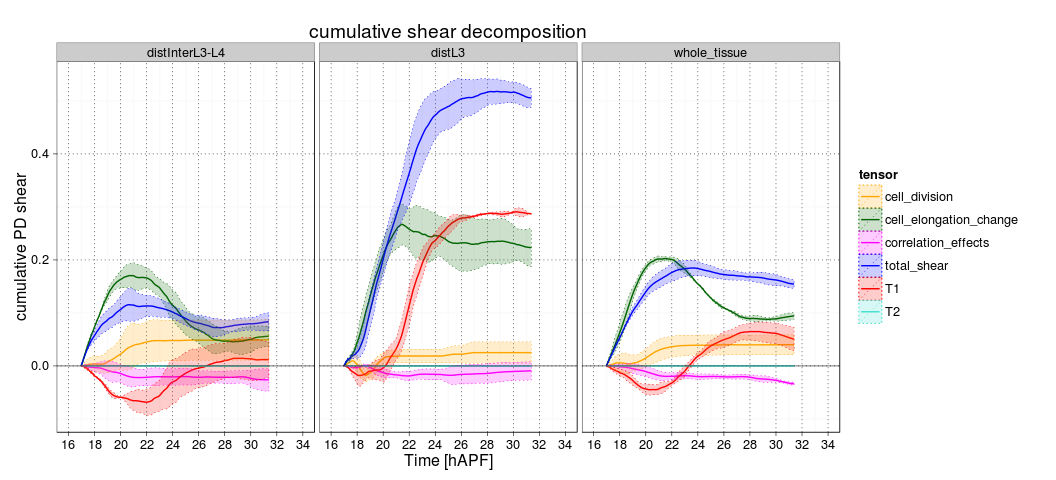 cumulative shear decomposition
distInterL3-L4 distL3 whole_tissue
cumulative PD shear
0.4
0.2
0.0
16 18 20 22 24 26 28 30 32 34 16 18 20 22 24 26 28 30 32 34 16 18 20 22 24 26 28 30 32 34
Time [hAPF]
tensor
cell_division
cell_elongation_change
correlation_effects
total_shear
T1
T2